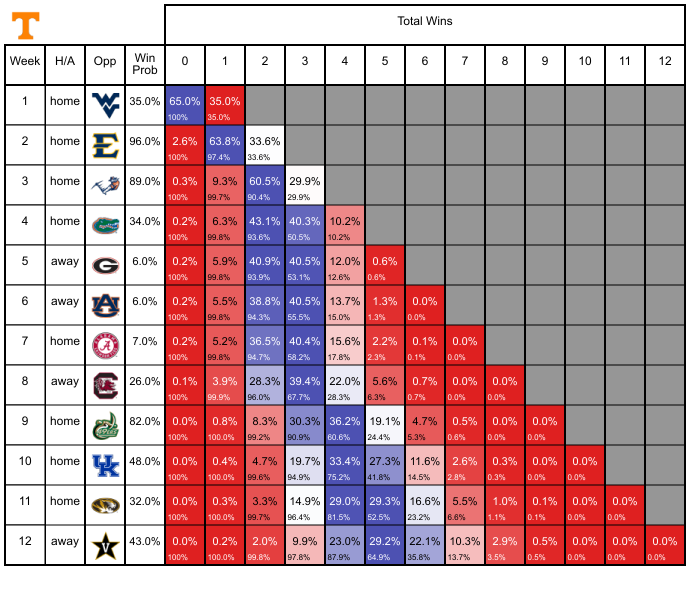 T
Total Wins
Week H/A Opp Win Prob 0 1 2 3 4 5 6 7 8 9 10 11 12
1 home WV 35.0% 65.0% 35.0%
100% 35.0%
2 home E 96.0% 2.6% 63.8% 33.6%
100% 97.4% 33.6%
3 home 89.0% 0.3% 9.3% 60.5% 29.9%
100% 99.7% 90.4% 29.9%
4 home 34.0% 0.2% 6.3% 43.1% 40.3% 10.2%
100% 99.8% 93.6% 50.5% 10.2%
5 away G 6.0% 0.2% 5.9% 40.9% 40.5% 12.0% 0.6%
100% 99.8% 93.9% 53.1% 12.6% 0.6%
6 away AU 6.0% 0.2% 5.5% 38.8% 40.5% 13.7% 1.3% 0.0%
100% 99.8% 94.3% 55.5% 15.0% 1.3% 0.0%
7 home A 7.0% 0.2% 5.2% 36.5% 40.4% 15.6% 2.2% 0.1% 0.0%
100% 99.8% 94.7% 58.2% 17.8% 2.3% 0.1% 0.0%
8 away C 26.0% 0.1% 3.9% 28.3% 39.4% 22.0% 5.6% 0.7% 0.0% 0.0%
100% 99.9% 96.0% 67.7% 28.3% 6.3% 0.7% 0.0% 0.0%
9 home C 82.0% 0.0% 0.8% 8.3% 30.3% 36.2% 19.1% 4.7% 0.5% 0.0% 0.0%
100% 100.0% 99.2% 90.9% 60.6% 24.4% 5.3% 0.6% 0.0% 0.0%
10 home UK 48.0% 0.0% 0.4% 4.7% 19.7% 33.4% 27.3% 11.6% 2.6% 0.3% 0.0% 0.0%
100% 100.0% 99.6% 94.9% 75.2% 41.8% 14.5% 2.8% 0.3% 0.0% 0.0%
11 home 32.0% 0.0% 0.3% 3.3% 14.9% 29.0% 29.3% 16.6% 5.5% 1.0% 0.1% 0.0% 0.0%
100% 100.0% 99.7% 96.4% 81.5% 52.5% 23.2% 6.6% 1.1% 0.1% 0.0% 0.0%
12 away V 43.0% 0.0% 0.2% 2.0% 9.9% 23.0% 29.2% 22.1% 10.3% 2.9% 0.5% 0.0% 0.0% 0.0%
100% 100.0% 99.8% 97.8% 87.9% 64.9% 35.8% 13.7% 3.5% 0.5% 0.0% 0.0% 0.0%